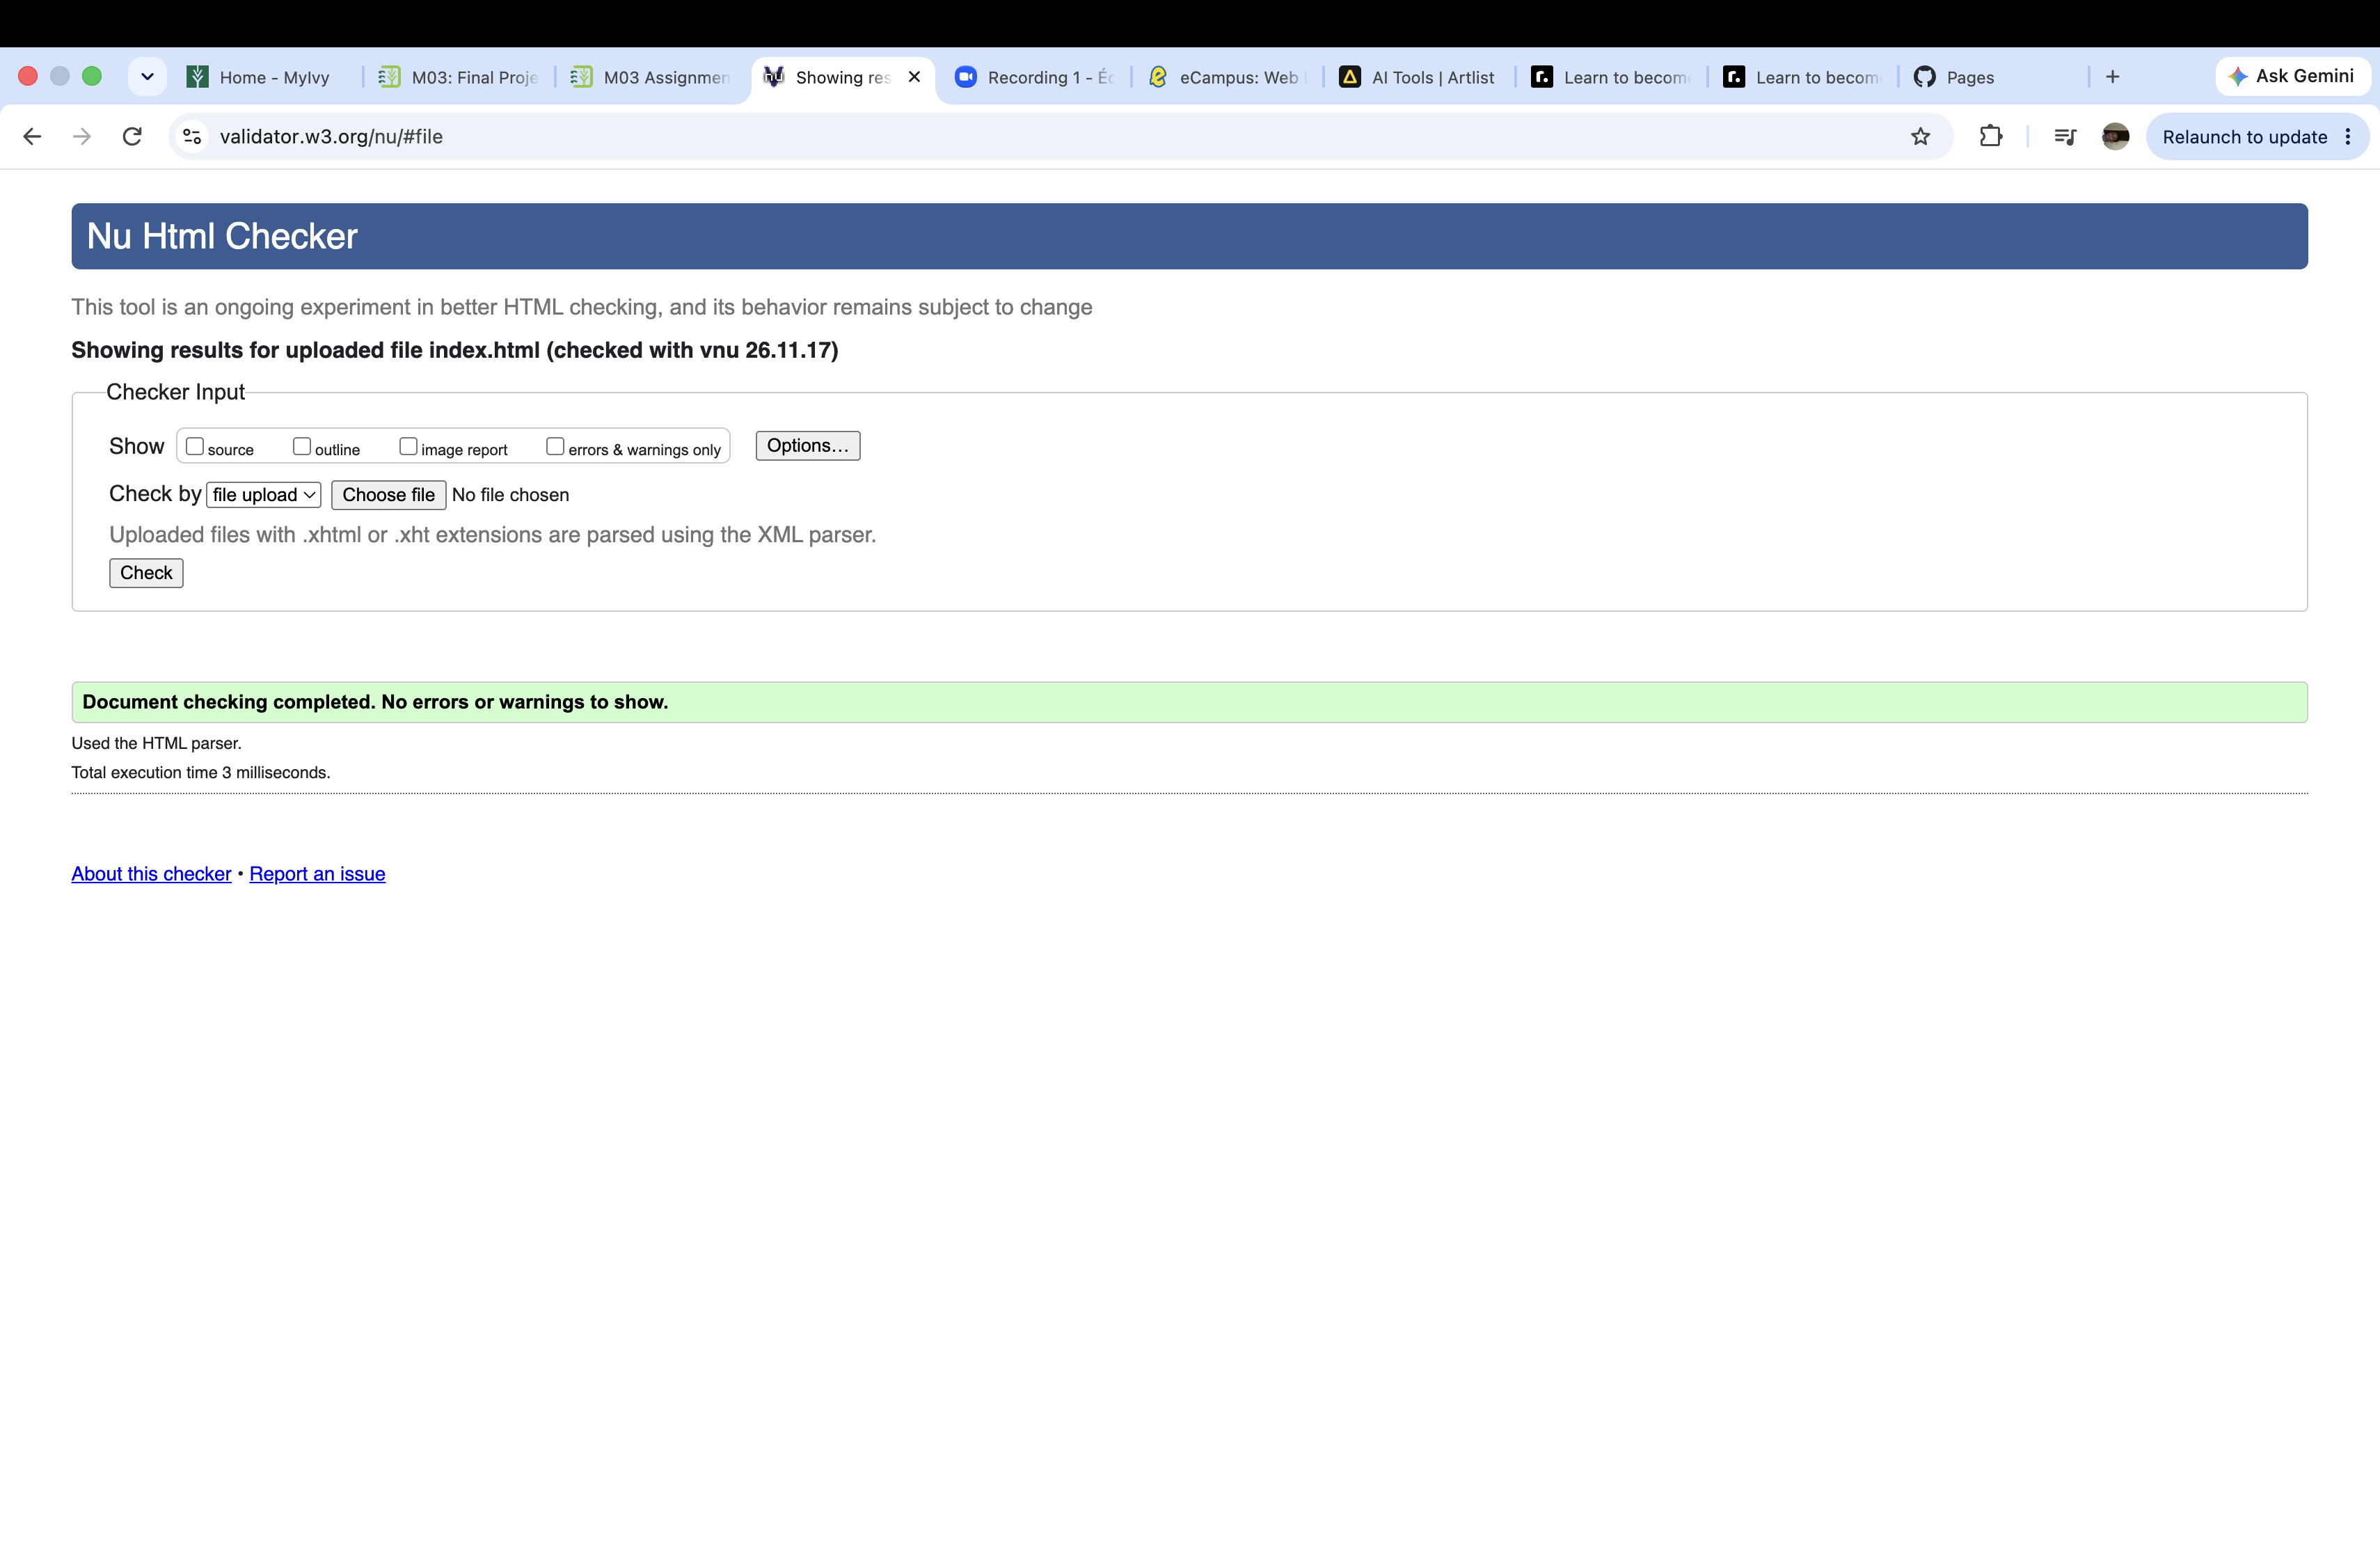 Home - MyIvy
M03: Final Proje
M03 Assignmen
Showing res
Recording 1 - Éc
eCampus: Web
AI Tools | Artlist
Learn to become
Learn to become
Pages
Ask Gemini
validator.w3.org/nu/#file
Relaunch to update
Nu Html Checker
This tool is an ongoing experiment in better HTML checking, and its behavior remains subject to change
Showing results for uploaded file index.html (checked with vnu 26.11.17)
Checker Input
Show source outline image report errors & warnings only Options...
Check by file upload Choose file No file chosen
Uploaded files with .xhtml or .xht extensions are parsed using the XML parser.
Check
Document checking completed. No errors or warnings to show.
Used the HTML parser.
Total execution time 3 milliseconds.
About this checker • Report an issue